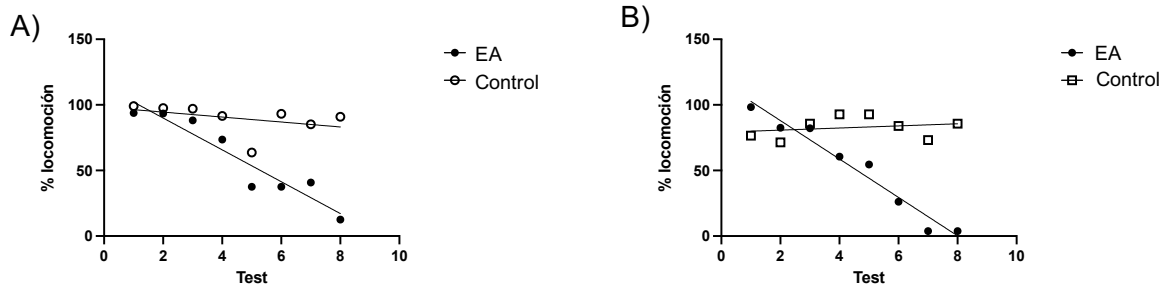 A)
150
100
50
0
% locomoción
0 2 4 6 8 10
Test
EA
Control
B)
150
100
50
0
% locomoción
0 2 4 6 8 10
Test
EA
Control